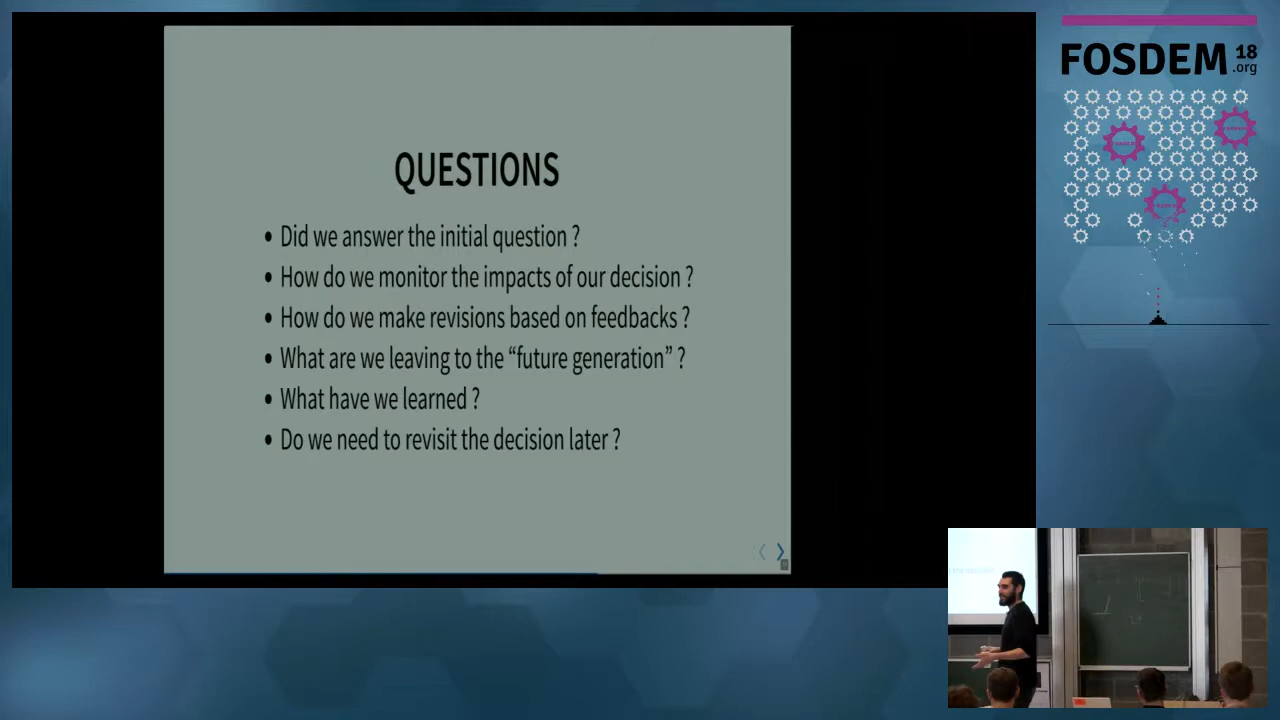 QUESTIONS
• Did we answer the initial question ?
• How do we monitor the impacts of our decision ?
• How do we make revisions based on feedbacks ?
• What are we leaving to the “future generation” ?
• What have we learned ?
• Do we need to revisit the decision later ?
FOSDEM 18
.org